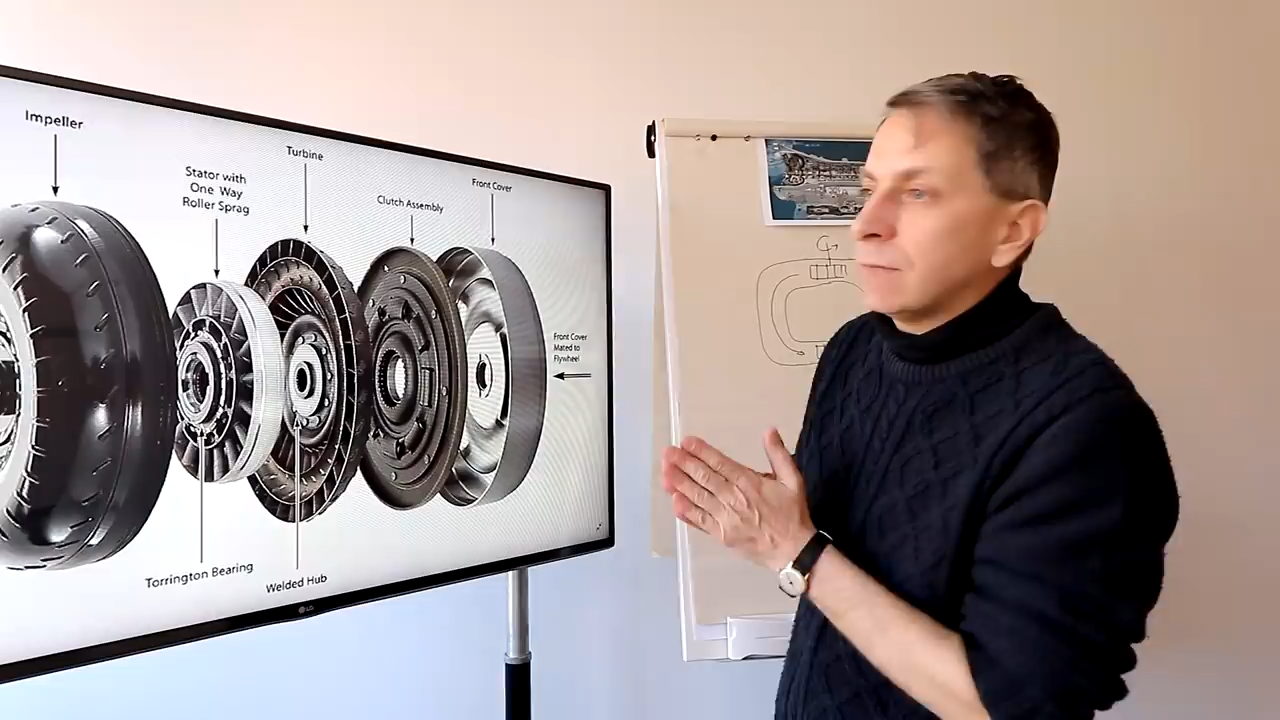 Impeller
Stator with
One Way
Roller Sprag
Turbine
Clutch Assembly
Front Cover
Front Cover
Mated to
Flywheel
Torrington Bearing
Welded Hub
LG